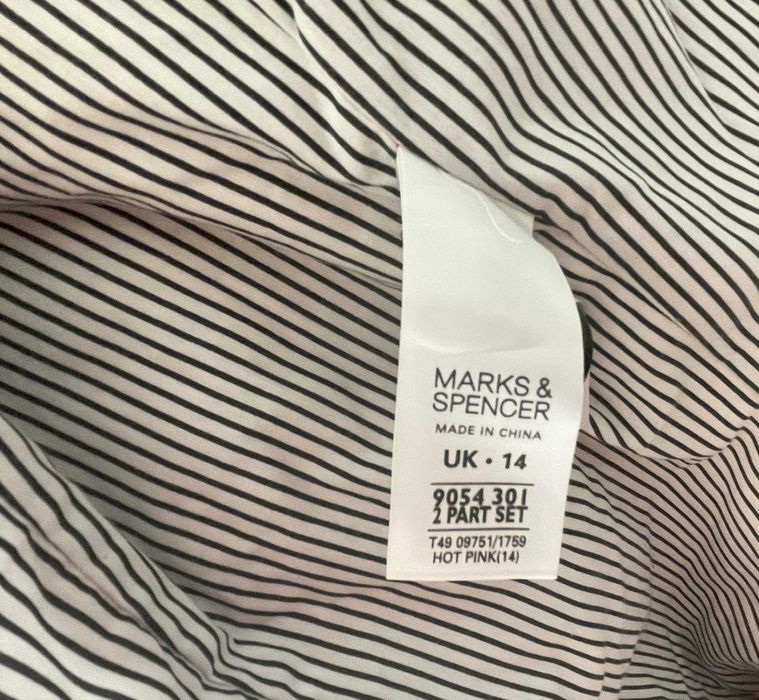 MARKS &
SPENCER
MADE IN CHINA
UK • 14
9054 301
2 PART SET
T49 09751/1759
HOT PINK(14)